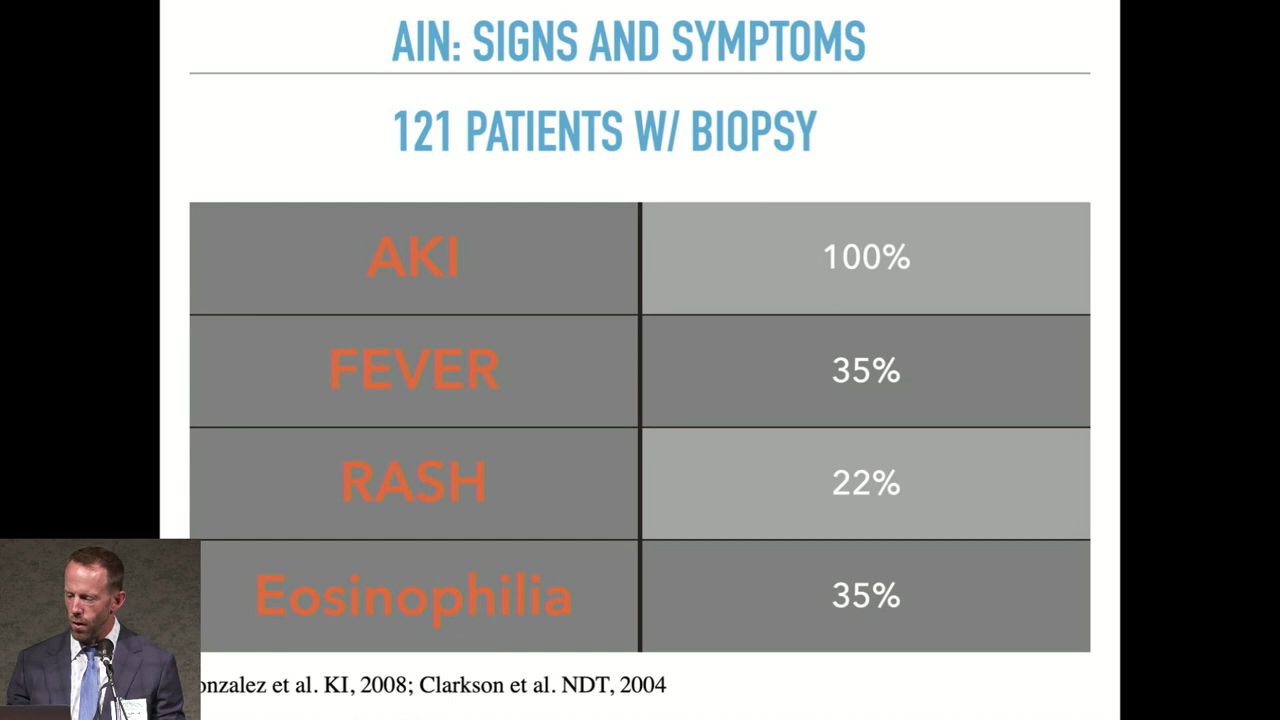 AIN: SIGNS AND SYMPTOMS
121 PATIENTS W/ BIOPSY
AKI 100%
FEVER 35%
RASH 22%
Eosinophilia 35%
onzalez et al. KI, 2008; Clarkson et al. NDT, 2004